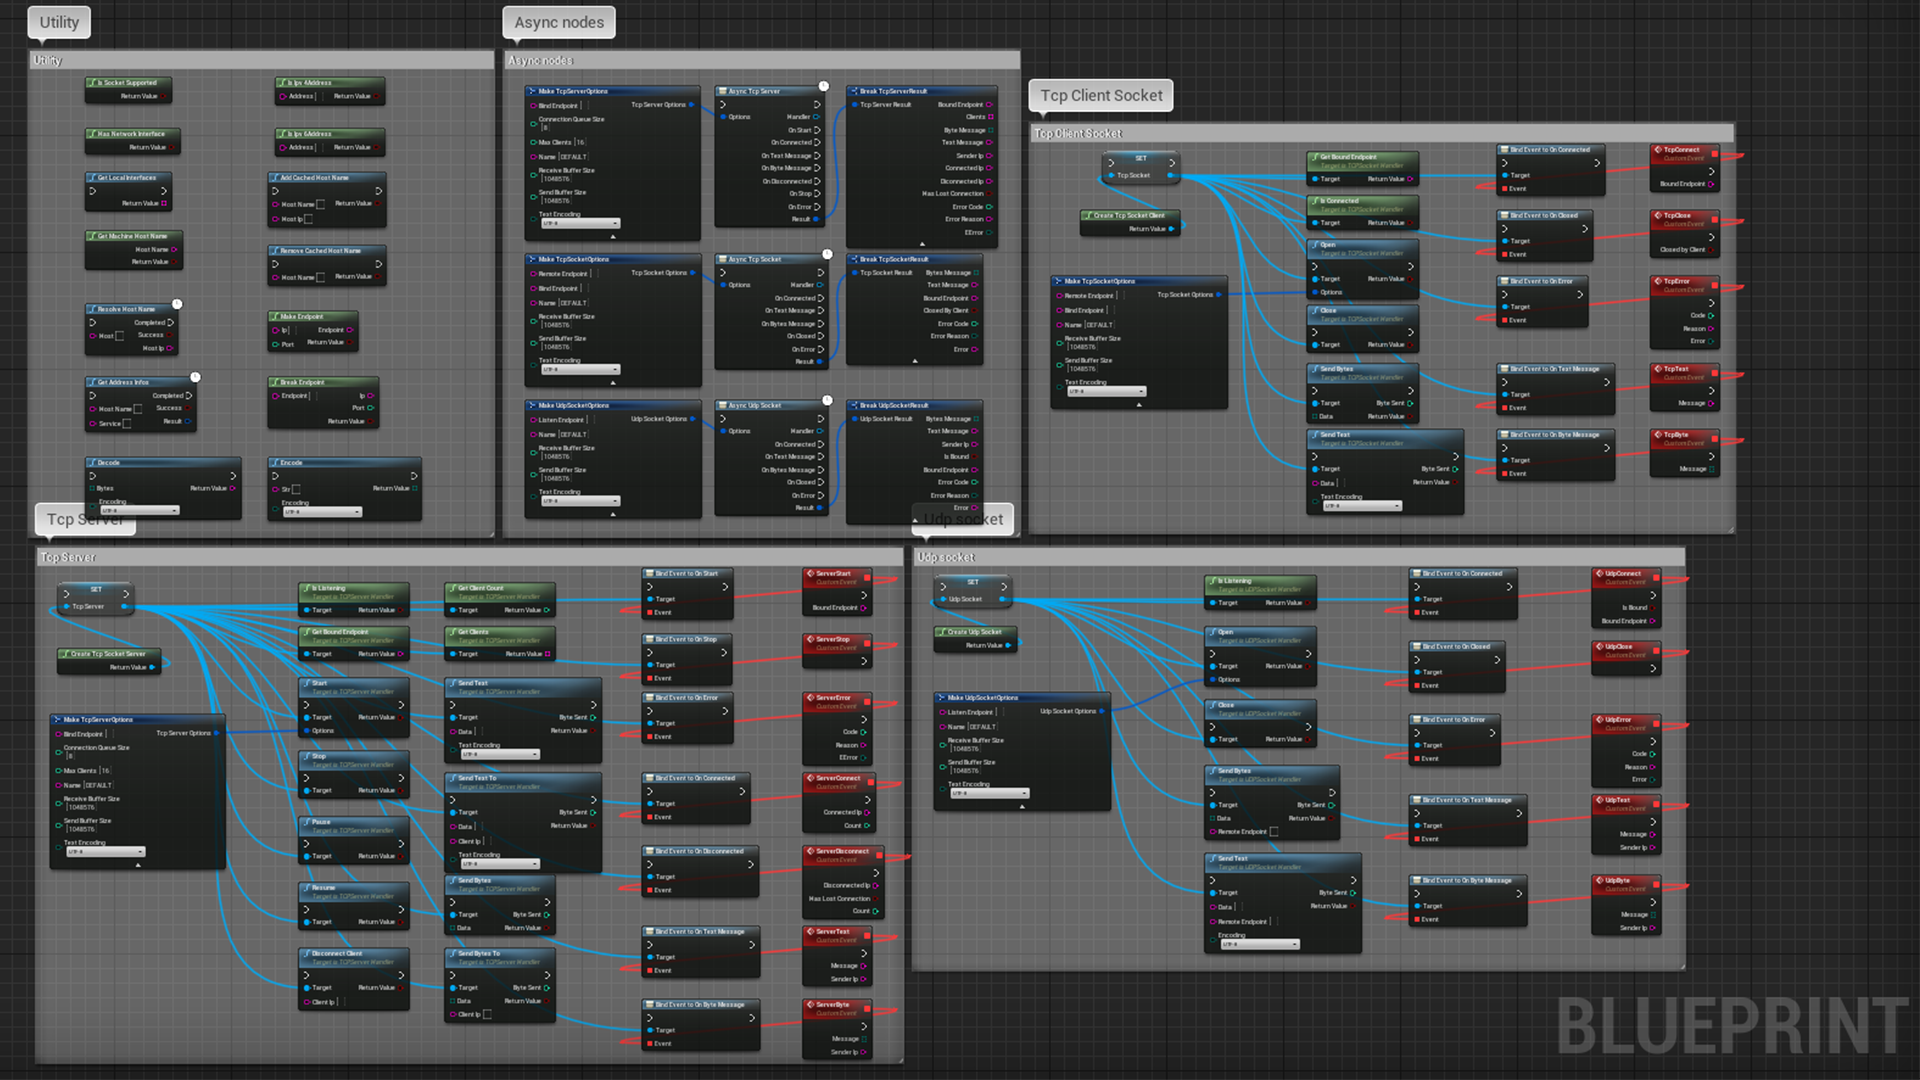 Utility
Utility
Is Socket Supported
Return Value
Is Ipv 4Address
Address
Return Value
Has Network Interface
Return Value
Is Ipv 6Address
Address
Return Value
Get Local Interfaces
Return Value
Add Cached Host Name
Host Name
Return Value
Host Ip
Get Machine Host Name
Host Name
Return Value
Remove Cached Host Name
Host Name
Return Value
Resolve Host Name
Completed
Host
Success
Host Ip
Make Endpoint
Ip
Endpoint
Port
Return Value
Get Address Infos
Completed
Host Name
Success
Service
Result
Break Endpoint
Endpoint
Ip
Port
Return Value
Decode
Bytes
Return Value
Encoding
UTF-8
Encode
Str
Return Value
Encoding
UTF-8
Async nodes
Async nodes
Make TcpServerOptions
Bind Endpoint
Tcp Server Options
Connection Queue Size
8
Max Clients 16
Name DEFAULT
Receive Buffer Size
1048576
Send Buffer Size
1048576
Text Encoding
UTF-8
Async Tcp Server
Options
Handler
On Start
On Connected
On Text Message
On Byte Message
On Disconnected
On Stop
On Error
Result
Break TcpServerResult
Tcp Server Result
Bound Endpoint
Clients
Byte Message
Text Message
Sender Ip
Connected Ip
Disconnected Ip
Has Lost Connection
Error Code
Error Reason
EError
Make TcpSocketOptions
Remote Endpoint
Tcp Socket Options
Bind Endpoint
Name DEFAULT
Receive Buffer Size
1048576
Send Buffer Size
1048576
Text Encoding
UTF-8
Async Tcp Socket
Options
Handler
On Connected
On Text Message
On Bytes Message
On Closed
On Error
Result
Break TcpSocketResult
Tcp Socket Result
Bytes Message
Text Message
Bound Endpoint
Closed By Client
Error Code
Error Reason
Error
Make UdpSocketOptions
Listen Endpoint
Udp Socket Options
Name DEFAULT
Receive Buffer Size
1048576
Send Buffer Size
1048576
Text Encoding
UTF-8
Async Udp Socket
Options
Handler
On Connected
On Text Message
On Bytes Message
On Closed
On Error
Result
Break UdpSocketResult
Udp Socket Result
Bytes Message
Text Message
Sender Ip
Is Bound
Bound Endpoint
Error Code
Error Reason
Error
Tcp Client Socket
Tcp Client Socket
SET
Tcp Socket
Create Tcp Socket Client
Return Value
Make TcpSocketOptions
Remote Endpoint
Tcp Socket Options
Bind Endpoint
Name DEFAULT
Receive Buffer Size
1048576
Send Buffer Size
1048576
Text Encoding
UTF-8
Get Bound Endpoint
Target is TCPSocket Handler
Target
Return Value
Is Connected
Target is TCPSocket Handler
Target
Return Value
Open
Target is TCPSocket Handler
Target
Return Value
Options
Close
Target is TCPSocket Handler
Target
Return Value
Send Bytes
Target is TCPSocket Handler
Target
Byte Sent
Data
Return Value
Send Text
Target is TCPSocket Handler
Target
Byte Sent
Data
Return Value
Text Encoding
UTF-8
Bind Event to On Connected
Target
Event
Bind Event to On Closed
Target
Event
Bind Event to On Error
Target
Event
Bind Event to On Text Message
Target
Event
Bind Event to On Byte Message
Target
Event
TcpConnect
Custom Event
Bound Endpoint
TcpClose
Custom Event
Closed by Client
TcpError
Custom Event
Code
Reason
Error
TcpText
Custom Event
Message
TcpByte
Custom Event
Message
Tcp Server
Tcp Server
SET
Tcp Server
Create Tcp Socket Server
Return Value
Make TcpServerOptions
Bind Endpoint
Tcp Server Options
Connection Queue Size
8
Max Clients 16
Name DEFAULT
Receive Buffer Size
1048576
Send Buffer Size
1048576
Text Encoding
UTF-8
Is Listening
Target is TCPServer Handler
Target
Return Value
Get Bound Endpoint
Target is TCPServer Handler
Target
Return Value
Start
Target is TCPServer Handler
Target
Return Value
Options
Stop
Target is TCPServer Handler
Target
Return Value
Pause
Target is TCPServer Handler
Target
Return Value
Resume
Target is TCPServer Handler
Target
Return Value
Disconnect Client
Target is TCPServer Handler
Target
Return Value
Client Ip
Get Client Count
Target is TCPServer Handler
Target
Return Value
Get Clients
Target is TCPServer Handler
Target
Return Value
Send Text
Target is TCPServer Handler
Target
Byte Sent
Data
Return Value
Text Encoding
UTF-8
Send Text To
Target is TCPServer Handler
Target
Byte Sent
Data
Return Value
Client Ip
Text Encoding
UTF-8
Send Bytes
Target is TCPServer Handler
Target
Byte Sent
Data
Return Value
Send Bytes To
Target is TCPServer Handler
Target
Byte Sent
Data
Return Value
Client Ip
Bind Event to On Start
Target
Event
Bind Event to On Stop
Target
Event
Bind Event to On Error
Target
Event
Bind Event to On Connected
Target
Event
Bind Event to On Disconnected
Target
Event
Bind Event to On Text Message
Target
Event
Bind Event to On Byte Message
Target
Event
ServerStart
Custom Event
Bound Endpoint
ServerStop
Custom Event
ServerError
Custom Event
Code
Reason
EError
ServerConnect
Custom Event
Connected Ip
Count
ServerDisconnect
Custom Event
Disconnected Ip
Has Lost Connection
Count
ServerText
Custom Event
Message
Sender Ip
ServerByte
Custom Event
Message
Sender Ip
Udp socket
Udp socket
SET
Udp Socket
Create Udp Socket
Return Value
Make UdpSocketOptions
Listen Endpoint
Udp Socket Options
Name DEFAULT
Receive Buffer Size
1048576
Send Buffer Size
1048576
Text Encoding
UTF-8
Is Listening
Target is UDPSocket Handler
Target
Return Value
Open
Target is UDPSocket Handler
Target
Return Value
Options
Close
Target is UDPSocket Handler
Target
Return Value
Send Bytes
Target is UDPSocket Handler
Target
Byte Sent
Data
Return Value
Remote Endpoint
Send Text
Target is UDPSocket Handler
Target
Byte Sent
Data
Return Value
Remote Endpoint
Encoding
UTF-8
Bind Event to On Connected
Target
Event
Bind Event to On Closed
Target
Event
Bind Event to On Error
Target
Event
Bind Event to On Text Message
Target
Event
Bind Event to On Byte Message
Target
Event
UdpConnect
Custom Event
Is Bound
Bound Endpoint
UdpClose
Custom Event
UdpError
Custom Event
Code
Reason
Error
UdpText
Custom Event
Message
Sender Ip
UdpByte
Custom Event
Message
Sender Ip
BLUEPRINT